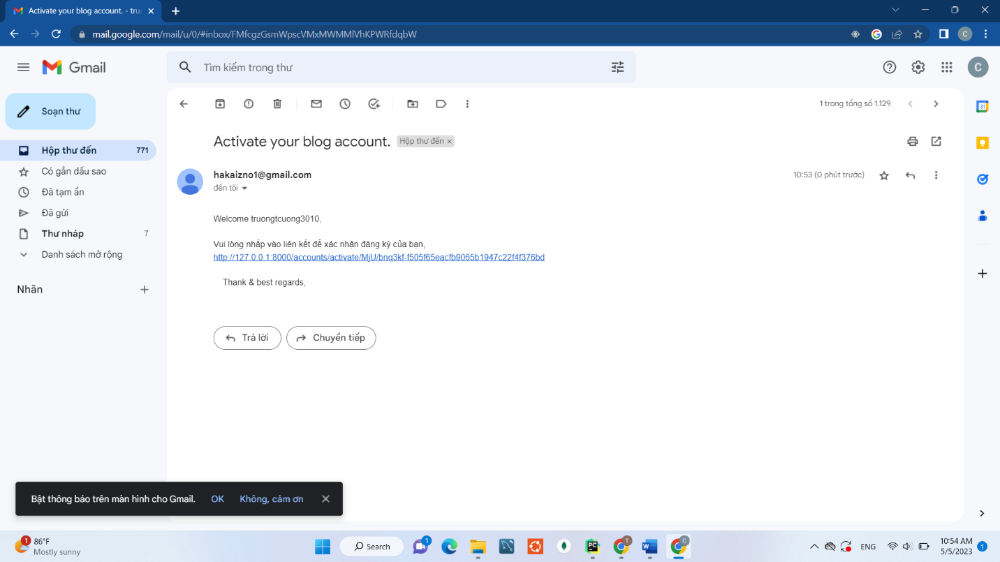 Activate your blog account. - tru
mail.google.com/mail/u/0/#inbox/FMfcgzGsmWpscVMxMWMMlVhKPWRfdqbW
C
Gmail
Tìm kiếm trong thư
C
Soạn thư
1 trong tổng số 1.129
31
Hộp thư đến 771
Có gắn dấu sao
Đã tạm ẩn
Đã gửi
Thư nháp 7
Danh sách mở rộng
Nhãn
Activate your blog account. Hộp thư đến ×
hakaizno1@gmail.com 10:53 (0 phút trước)
đến tôi
Welcome truongtcuong3010,
Vui lòng nhấp vào liên kết để xác nhận đăng ký của bạn,
http://127.0.0.1:8000/accounts/activate/MjU/bnq3kf-f505f65eacfb9065b1947c22f4f376bd
Thank & best regards,
Trả lời Chuyển tiếp
Bật thông báo trên màn hình cho Gmail. OK Không, cảm ơn
1 86°F
Mostly sunny
Search
1
PC
T
W
C
ENG
10:54 AM
5/5/2023
1